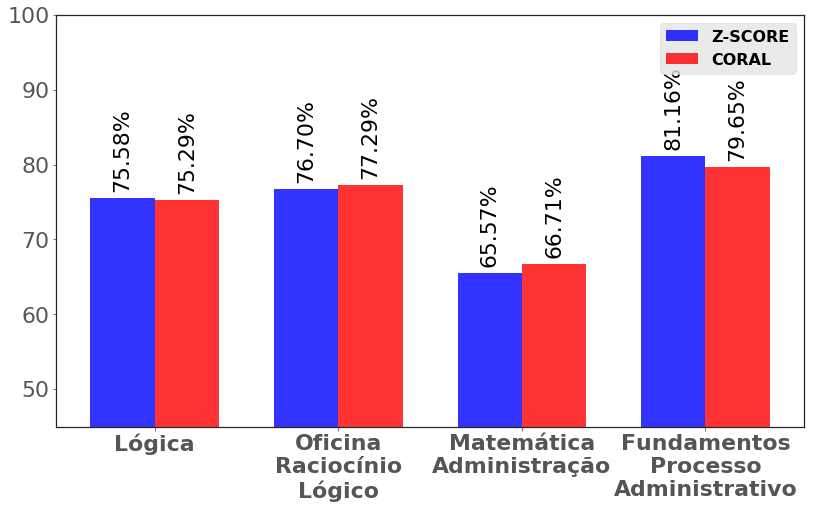 100
90
80
70
60
50
Z-SCORE
CORAL
75.58%
75.29%
76.70%
77.29%
65.57%
66.71%
81.16%
79.65%
Lógica
Oficina
Raciocínio
Lógico
Matemática
Administração
Fundamentos
Processo
Administrativo